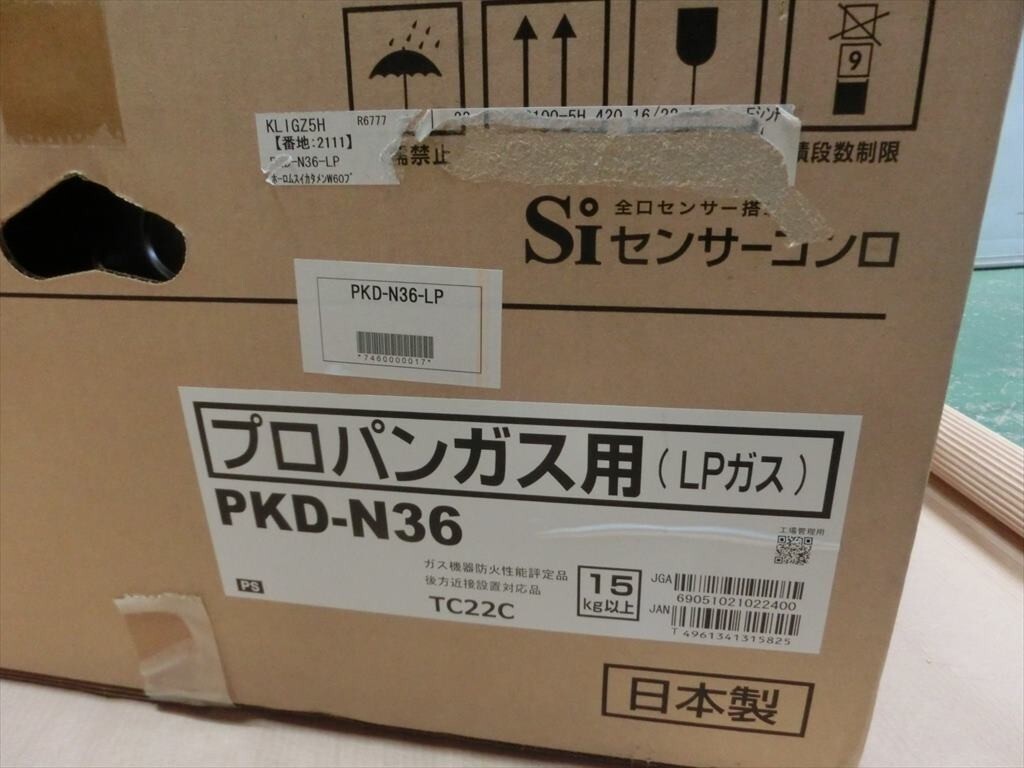 9
KLIGZ5H R6777
【番地:2111】
-N36-LP
ホーロムスイカタメンW60ﾌﾟ
禁止
段数制限
全口センサー搭
Siセンサーコンロ
PKD-N36-LP
*7460000017*
プロパンガス用(LPガス)
PKD-N36
工場管理用
ガス機器防火性能評定品
後方近接設置対応品
TC22C
PS
15
kg以上
JGA
69051021022400
JAN
T 4961341315825
日本製